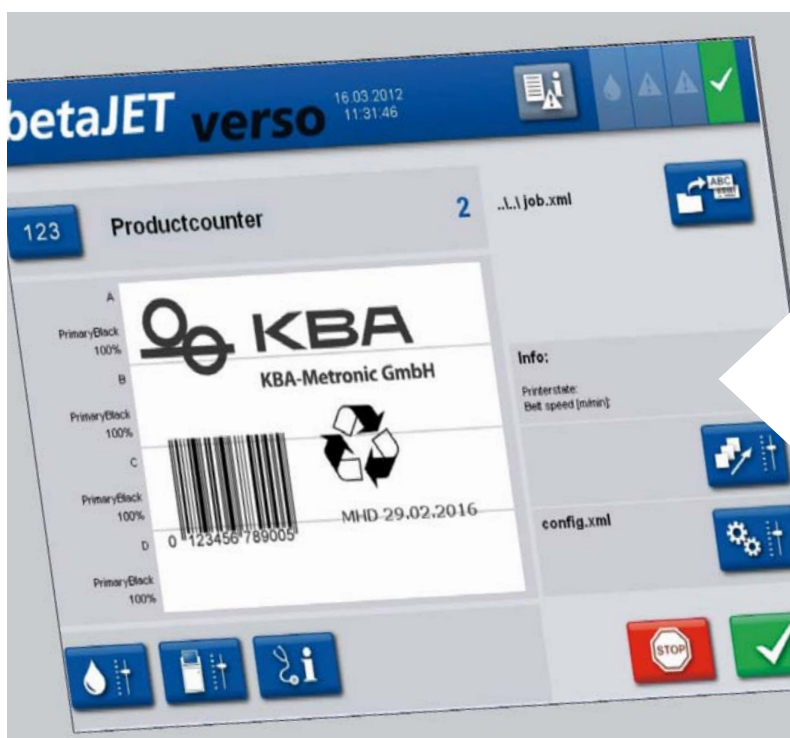 betaJET verso
16.03.2012
11:31:46
123
Productcounter
2
..\..\ job.xml
ABC
A
PrimaryBlack
100%
B
PrimaryBlack
100%
C
PrimaryBlack
100%
D
PrimaryBlack
100%
KBA
KBA-Metronic GmbH
0 123456 789005
MHD 29.02.2016
Info:
Printerstate:
Belt speed [m/min]:
config.xml
STOP